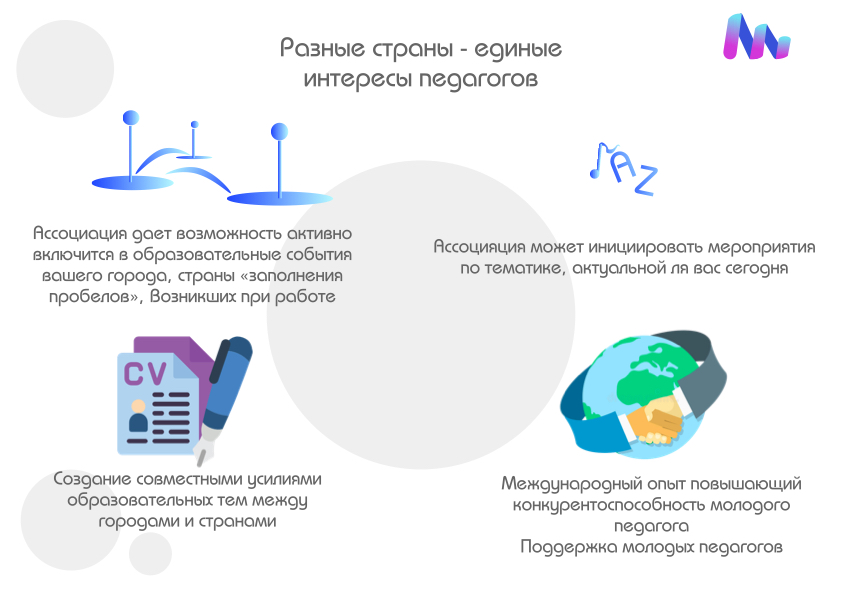 Разные страны - единые
интересы педагогов
Ассоциация дает возможность активно
включится в образовательные события
вашего города, страны «заполнения
пробелов», Возникших при работе
AZ
Ассоцияция может инициировать мероприятия
по тематике, актуальной ля вас сегодня
CV
Создание совместными усилиями
образовательных тем между
городами и странами
Международный опыт повышающий
конкурентоспособность молодого
педагога
Поддержка молодых педагогов